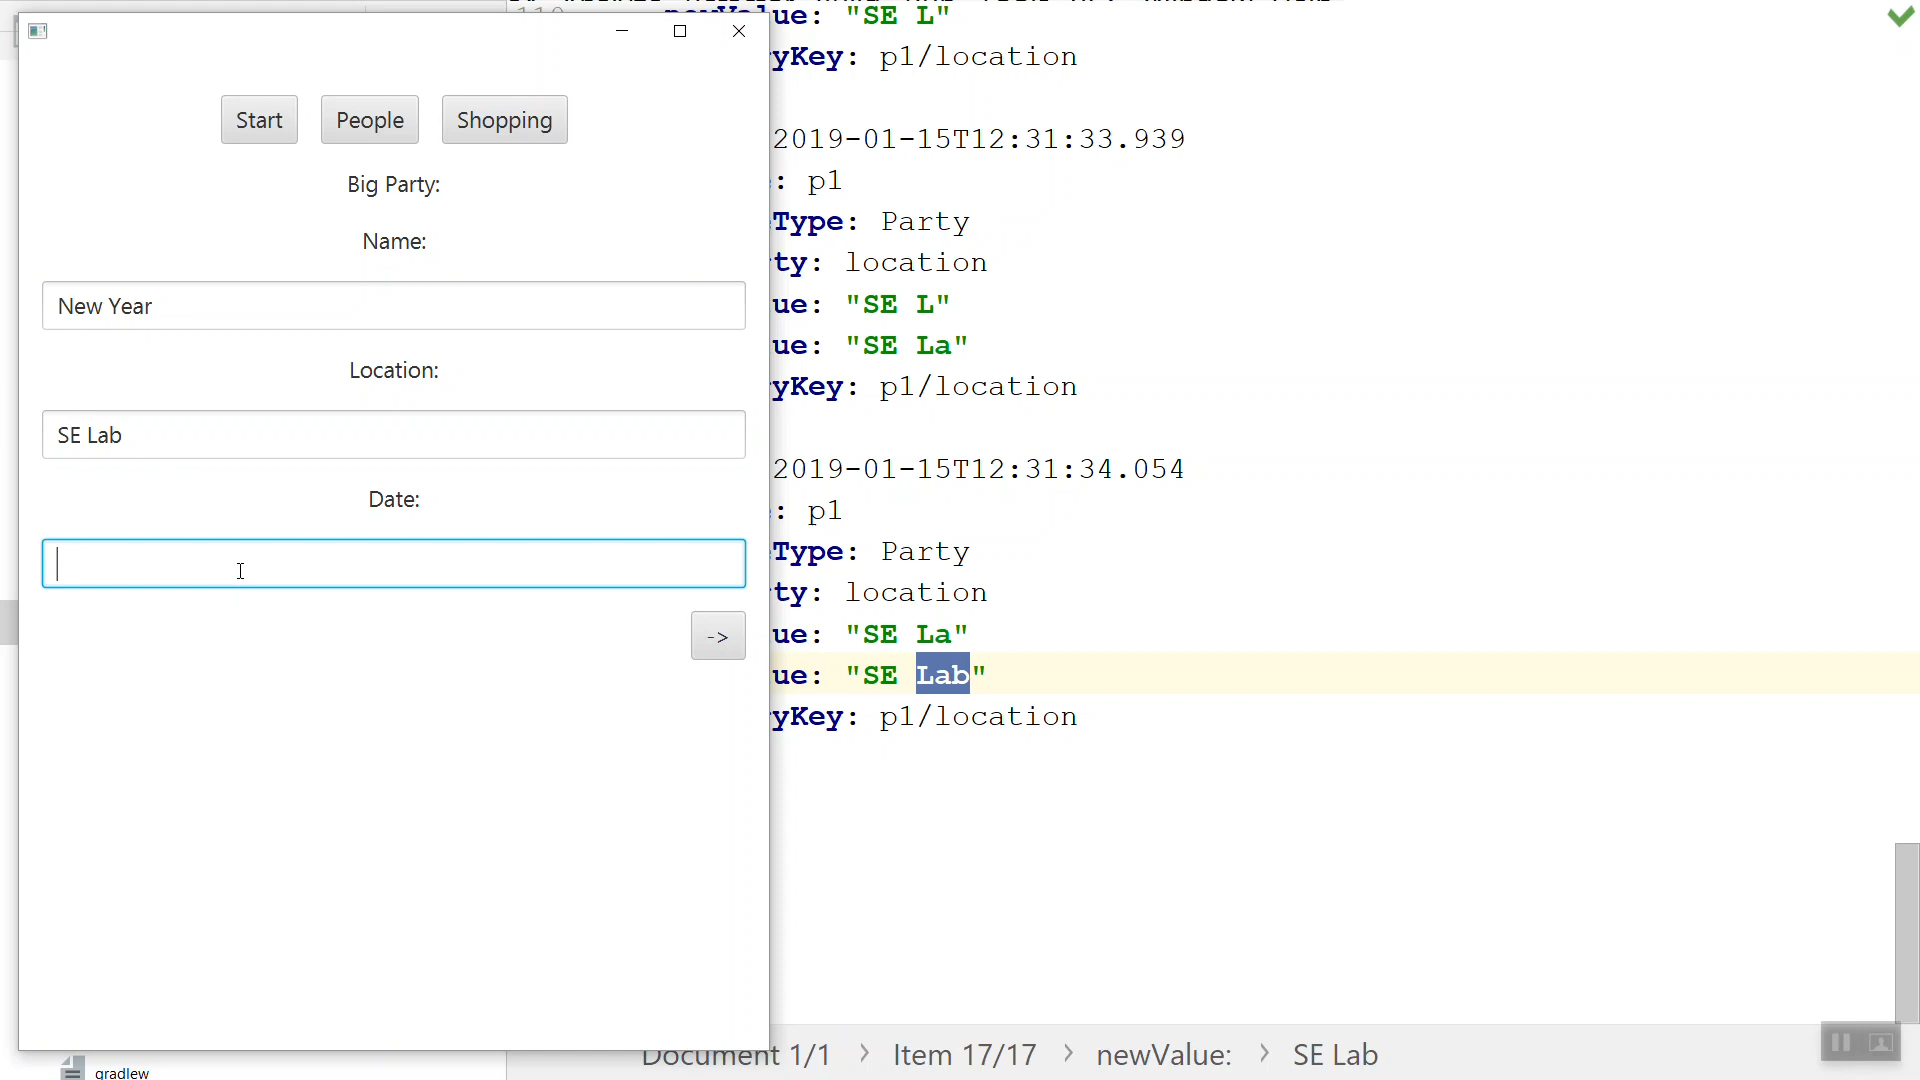 Start People Shopping
Big Party:
Name:
New Year
Location:
SE Lab
Date:
->
gradlew
ue: "SE L"
yKey: p1/location
2019-01-15T12:31:33.939
: p1
Type: Party
ty: location
ue: "SE L"
ue: "SE La"
yKey: p1/location
2019-01-15T12:31:34.054
: p1
Type: Party
ty: location
ue: "SE La"
ue: "SE Lab"
yKey: p1/location
Document 1/1 > Item 17/17 > newValue: > SE Lab